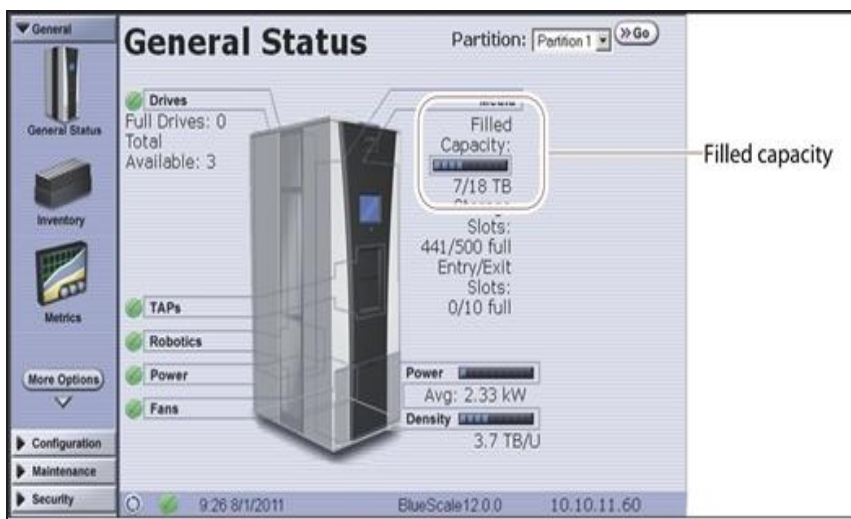 General
General Status
Partition: Partition 1 Go
General Status
Inventory
Metrics
More Options
Configuration
Maintenance
Security
Drives
Full Drives: 0
Total
Available: 3
TAPs
Robotics
Power
Fans
Media
Filled
Capacity:
7/18 TB
Storage
Slots:
441/500 full
Entry/Exit
Slots:
0/10 full
Power
Avg: 2.33 kW
Density
3.7 TB/U
Filled capacity
9:26 8/1/2011
BlueScale12.0.0
10.10.11.60